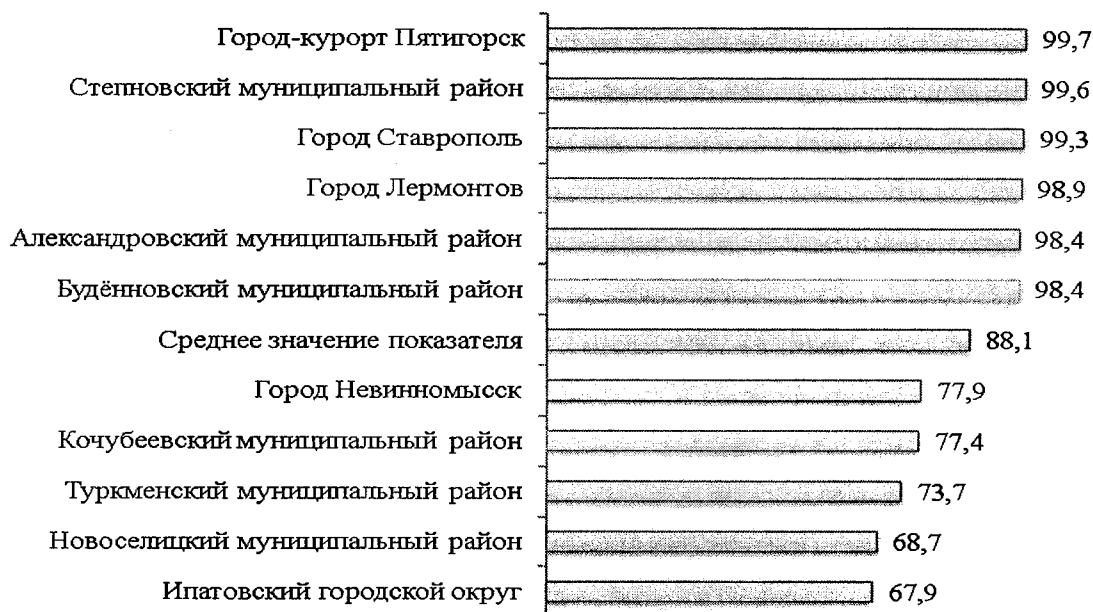 Город-курорт Пятигорск 99,7
Степновский муниципальный район 99,6
Город Ставрополь 99,3
Город Лермонтов 98,9
Александровский муниципальный район 98,4
Будённовский муниципальный район 98,4
Среднее значение показателя 88,1
Город Невинномысск 77,9
Кочубеевский муниципальный район 77,4
Туркменский муниципальный район 73,7
Новоселицкий муниципальный район 68,7
Ипатовский городской округ 67,9